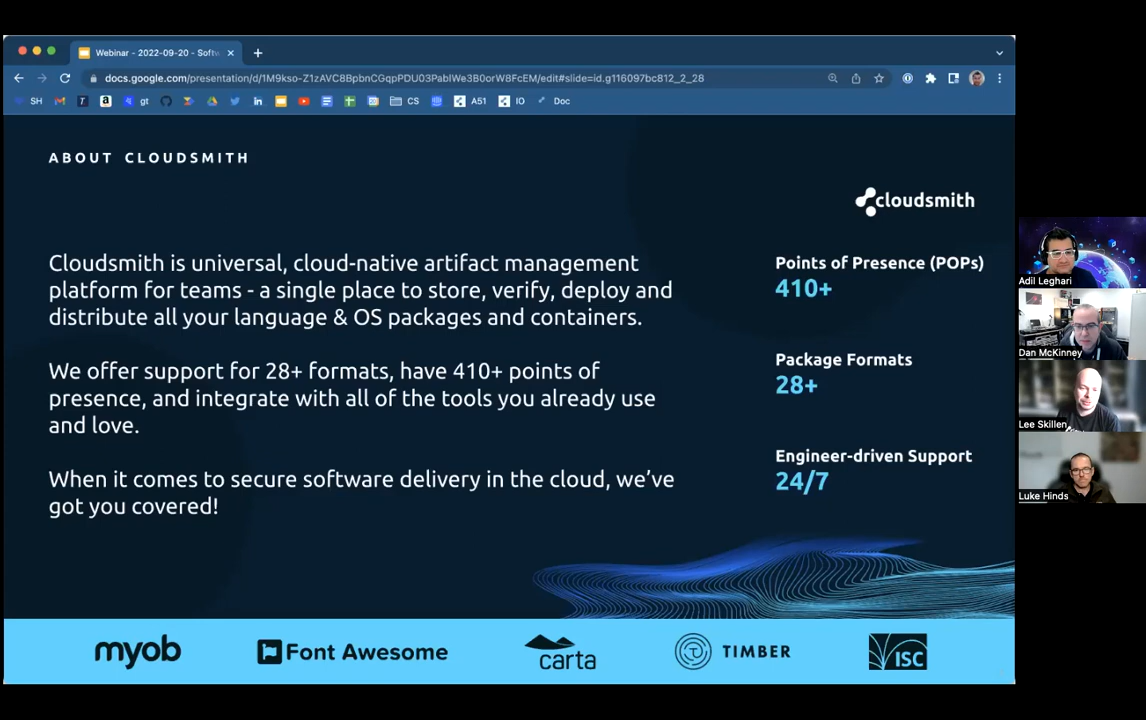 Webinar - 2022-09-20 - Softw
docs.google.com/presentation/d/1M9kso-Z1zAVC8BpbnCGqpPDU03PablWe3B0orW8FcEM/edit#slide=id.g116097bc812_2_28
SH
gt
CS
A51
IO
Doc
ABOUT CLOUDSMITH
cloudsmith
Cloudsmith is universal, cloud-native artifact management
platform for teams - a single place to store, verify, deploy and
distribute all your language & OS packages and containers.
We offer support for 28+ formats, have 410+ points of
presence, and integrate with all of the tools you already use
and love.
When it comes to secure software delivery in the cloud, we've
got you covered!
Points of Presence (POPs)
410+
Package Formats
28+
Engineer-driven Support
24/7
myob
Font Awesome
carta
TIMBER
ISC
Adil Leghari
Dan McKinney
Lee Skillen
Luke Hinds